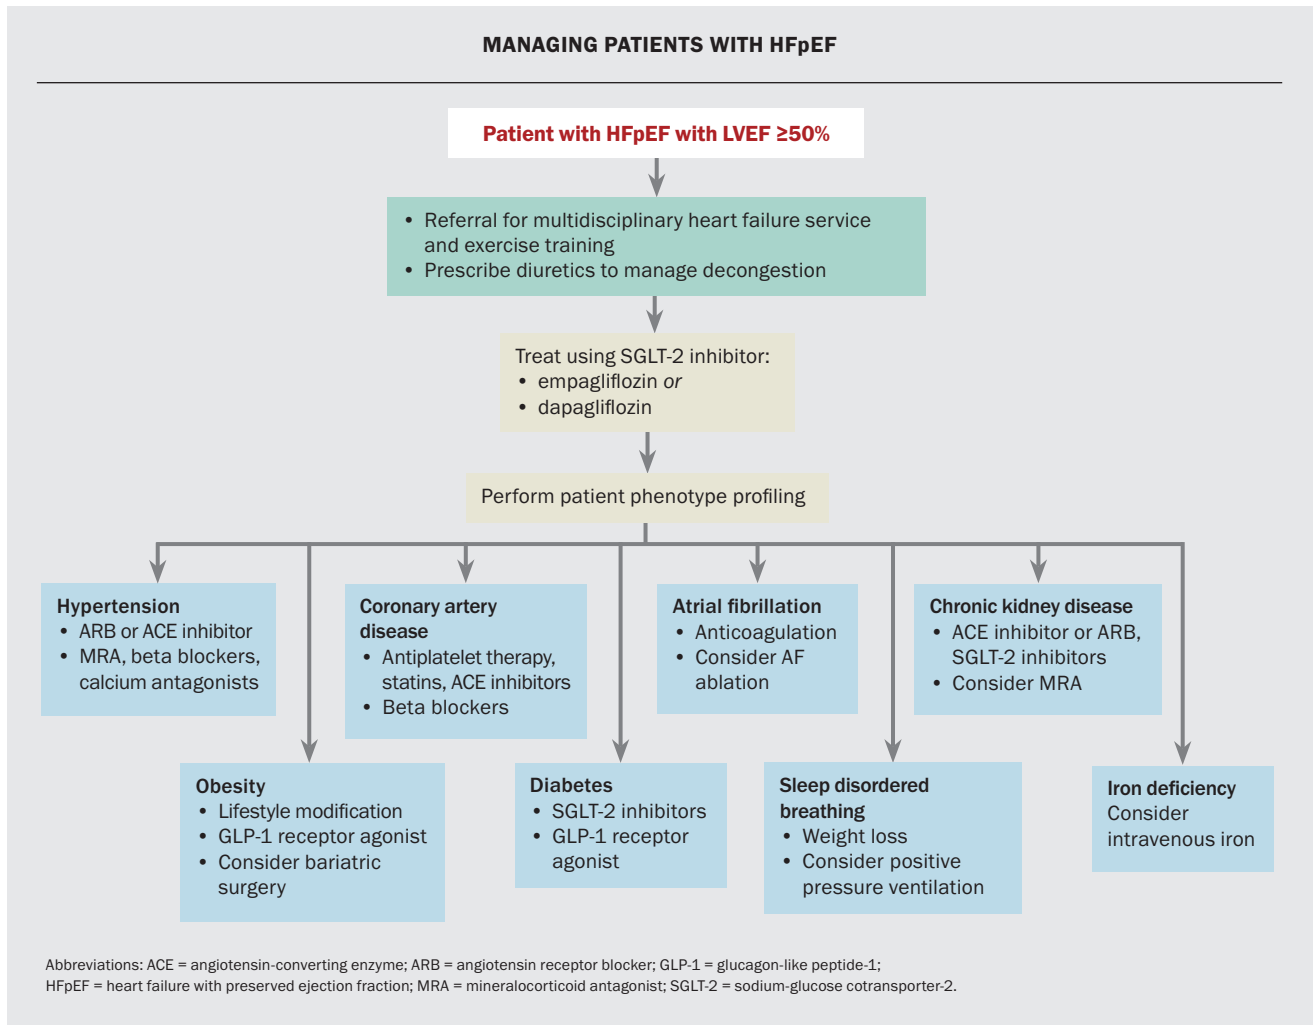 MANAGING PATIENTS WITH HFpEF
Patient with HFpEF with LVEF ≥50%
• Referral for multidisciplinary heart failure service
and exercise training
• Prescribe diuretics to manage decongestion
Treat using SGLT-2 inhibitor:
• empagliflozin or
• dapagliflozin
Perform patient phenotype profiling
Hypertension
• ARB or ACE inhibitor
• MRA, beta blockers,
calcium antagonists
Coronary artery
disease
• Antiplatelet therapy,
statins, ACE inhibitors
• Beta blockers
Atrial fibrillation
• Anticoagulation
• Consider AF
ablation
Chronic kidney disease
• ACE inhibitor or ARB,
SGLT-2 inhibitors
• Consider MRA
Obesity
• Lifestyle modification
• GLP-1 receptor agonist
• Consider bariatric
surgery
Diabetes
• SGLT-2 inhibitors
• GLP-1 receptor
agonist
Sleep disordered
breathing
• Weight loss
• Consider positive
pressure ventilation
Iron deficiency
Consider
intravenous iron
Abbreviations: ACE = angiotensin-converting enzyme; ARB = angiotensin receptor blocker; GLP-1 = glucagon-like peptide-1;
HFpEF = heart failure with preserved ejection fraction; MRA = mineralocorticoid antagonist; SGLT-2 = sodium-glucose cotransporter-2.